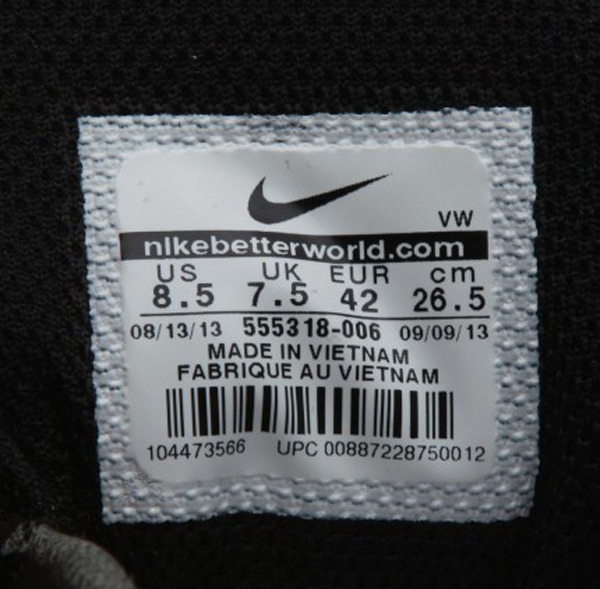 VW
nikebetterworld.com
US UK EUR cm
8.5 7.5 42 26.5
08/13/13 555318-006 09/09/13
MADE IN VIETNAM
FABRIQUE AU VIETNAM
104473566 UPC 00887228750012